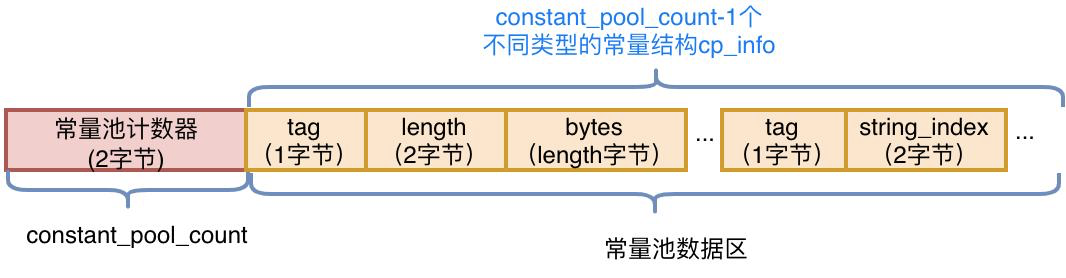 constant_pool_count-1个
不同类型的常量结构cp_info
常量池计数器
(2字节)
tag
(1字节)
length
(2字节)
bytes
(length字节)
...
tag
(1字节)
string_index
(2字节)
...
constant_pool_count
常量池数据区